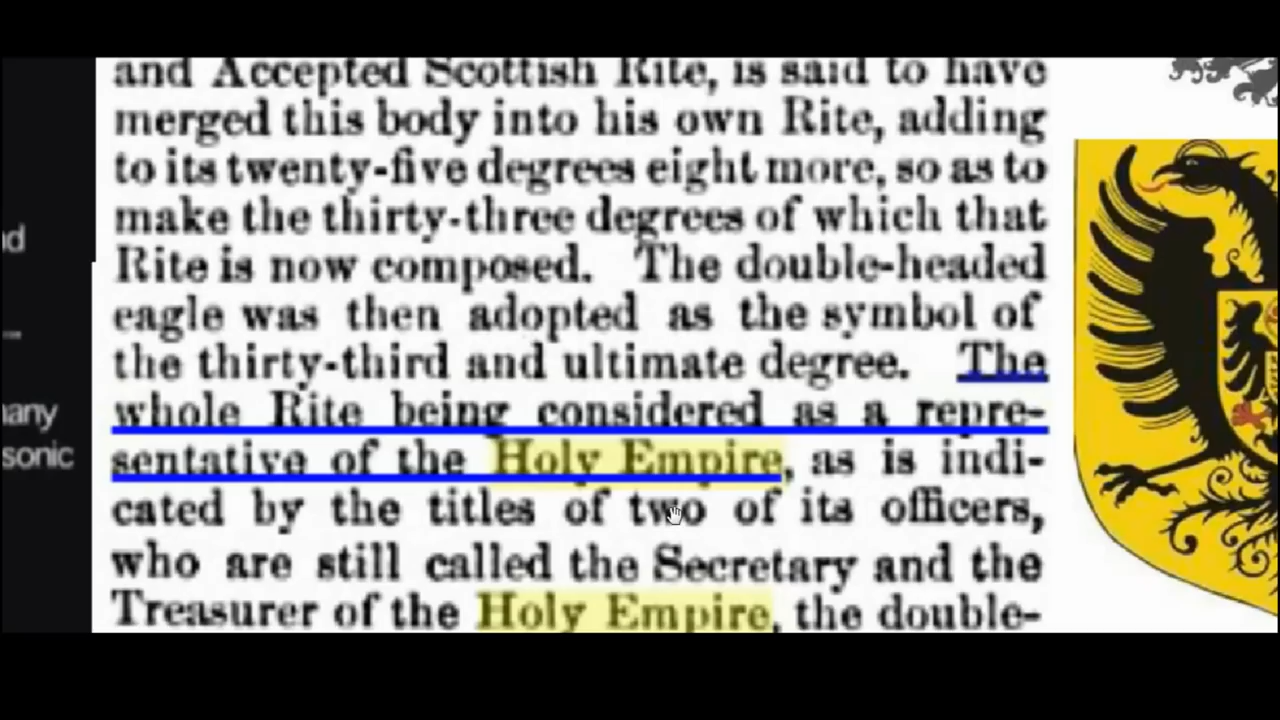 and Accepted Scottish Rite, is said to have
merged this body into his own Rite, adding
to its twenty-five degrees eight more, so as to
make the thirty-three degrees of which that
Rite is now composed. The double-headed
eagle was then adopted as the symbol of
the thirty-third and ultimate degree. The
whole Rite being considered as a repre-
sentative of the Holy Empire, as is indi-
cated by the titles of two of its officers,
who are still called the Secretary and the
Treasurer of the Holy Empire, the double-